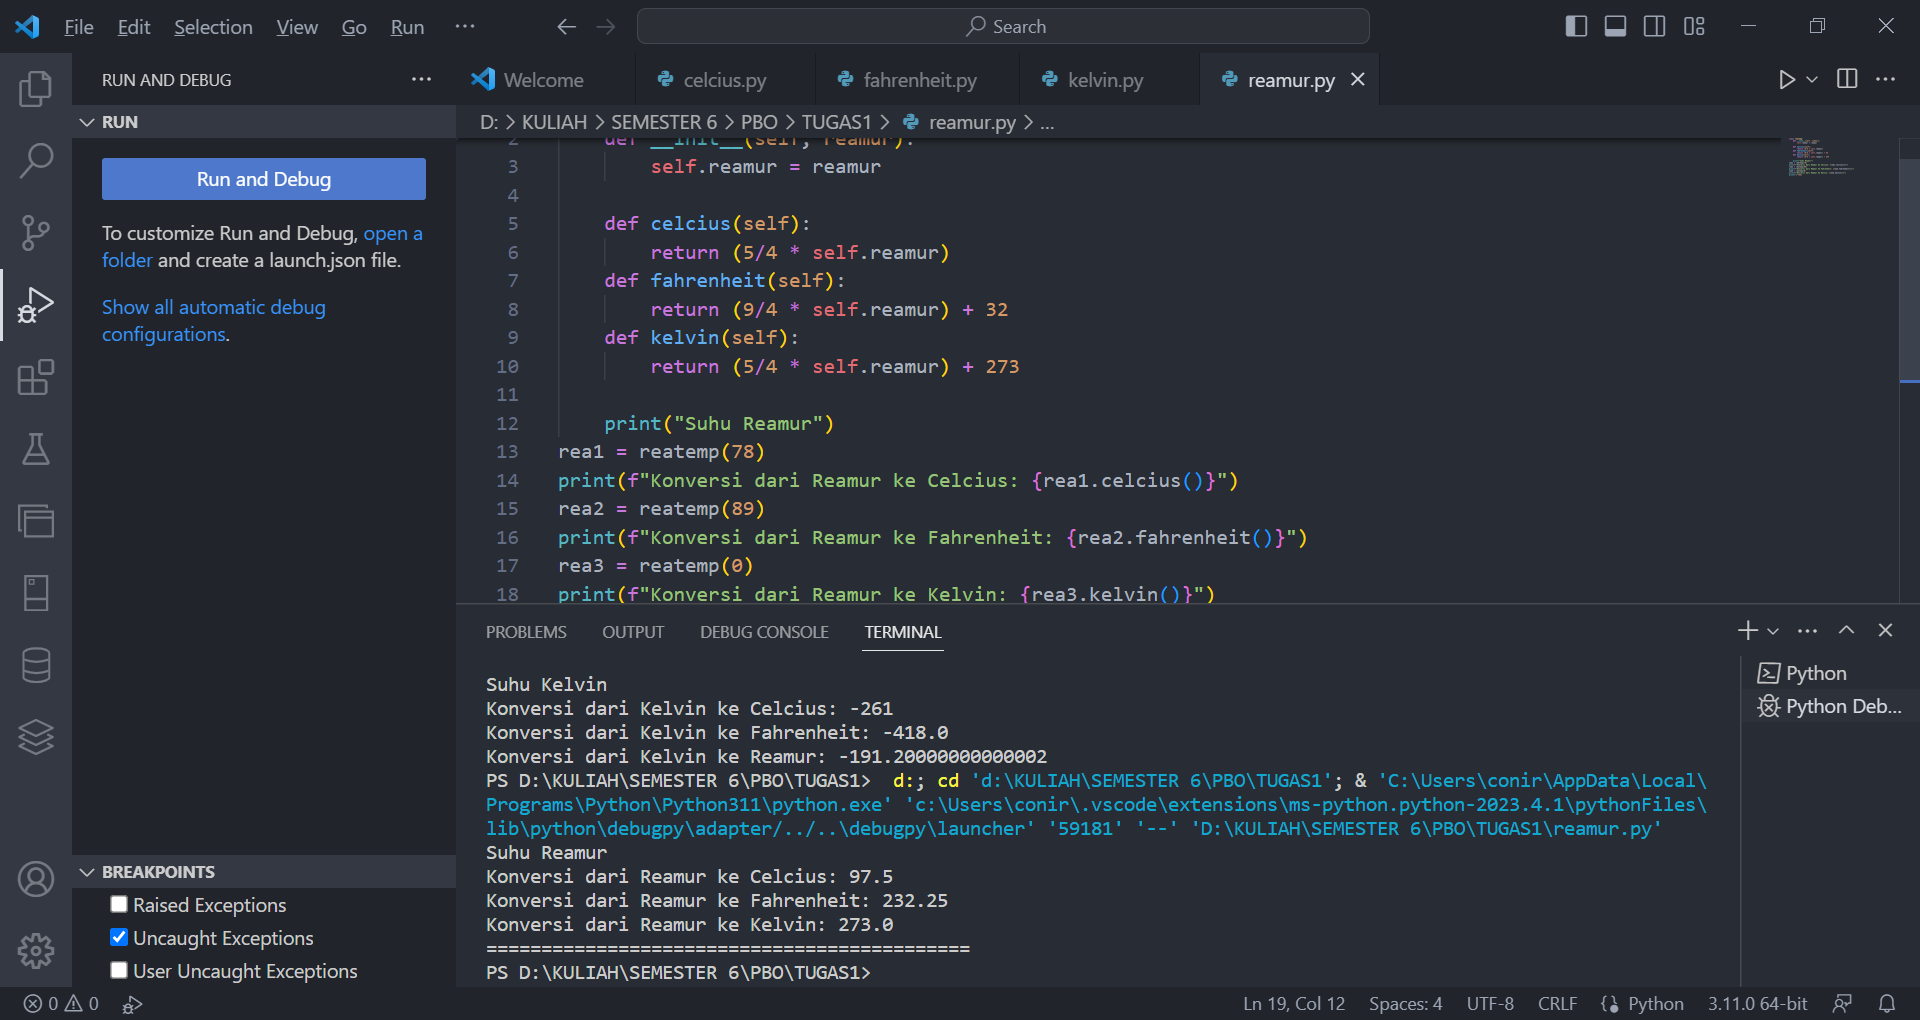 File Edit Selection View Go Run ···
Search
RUN AND DEBUG ···
Welcome celcius.py fahrenheit.py kelvin.py reamur.py
RUN
D: > KULIAH > SEMESTER 6 > PBO > TUGAS1 > reamur.py > ...
Run and Debug
To customize Run and Debug, open a
folder and create a launch.json file.
Show all automatic debug
configurations.
2 def __init__(self, reamur):
3 self.reamur = reamur
4
5 def celcius(self):
6 return (5/4 * self.reamur)
7 def fahrenheit(self):
8 return (9/4 * self.reamur) + 32
9 def kelvin(self):
10 return (5/4 * self.reamur) + 273
11
12 print("Suhu Reamur")
13 rea1 = reatemp(78)
14 print(f"Konversi dari Reamur ke Celcius: {rea1.celcius()}")
15 rea2 = reatemp(89)
16 print(f"Konversi dari Reamur ke Fahrenheit: {rea2.fahrenheit()}")
17 rea3 = reatemp(0)
18 print(f"Konversi dari Reamur ke Kelvin: {rea3.kelvin()}")
PROBLEMS OUTPUT DEBUG CONSOLE TERMINAL
Suhu Kelvin
Konversi dari Kelvin ke Celcius: -261
Konversi dari Kelvin ke Fahrenheit: -418.0
Konversi dari Kelvin ke Reamur: -191.20000000000002
PS D:\KULIAH\SEMESTER 6\PBO\TUGAS1>  d:; cd 'd:\KULIAH\SEMESTER 6\PBO\TUGAS1'; & 'C:\Users\conir\AppData\Local\
Programs\Python\Python311\python.exe' 'c:\Users\conir\.vscode\extensions\ms-python.python-2023.4.1\pythonFiles\
lib\python\debugpy\adapter/../..\debugpy\launcher' '59181' '--' 'D:\KULIAH\SEMESTER 6\PBO\TUGAS1\reamur.py'
Suhu Reamur
Konversi dari Reamur ke Celcius: 97.5
Konversi dari Reamur ke Fahrenheit: 232.25
Konversi dari Reamur ke Kelvin: 273.0
============================================
PS D:\KULIAH\SEMESTER 6\PBO\TUGAS1>
Python
Python Deb...
BREAKPOINTS
Raised Exceptions
Uncaught Exceptions
User Uncaught Exceptions
0 0
Ln 19, Col 12 Spaces: 4 UTF-8 CRLF Python 3.11.0 64-bit